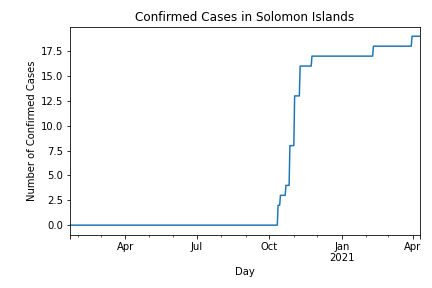 Confirmed Cases in Solomon Islands
Number of Confirmed Cases
17.5
15.0
12.5
10.0
7.5
5.0
2.5
0.0
Apr
Jul
Oct
Jan
2021
Apr
Day